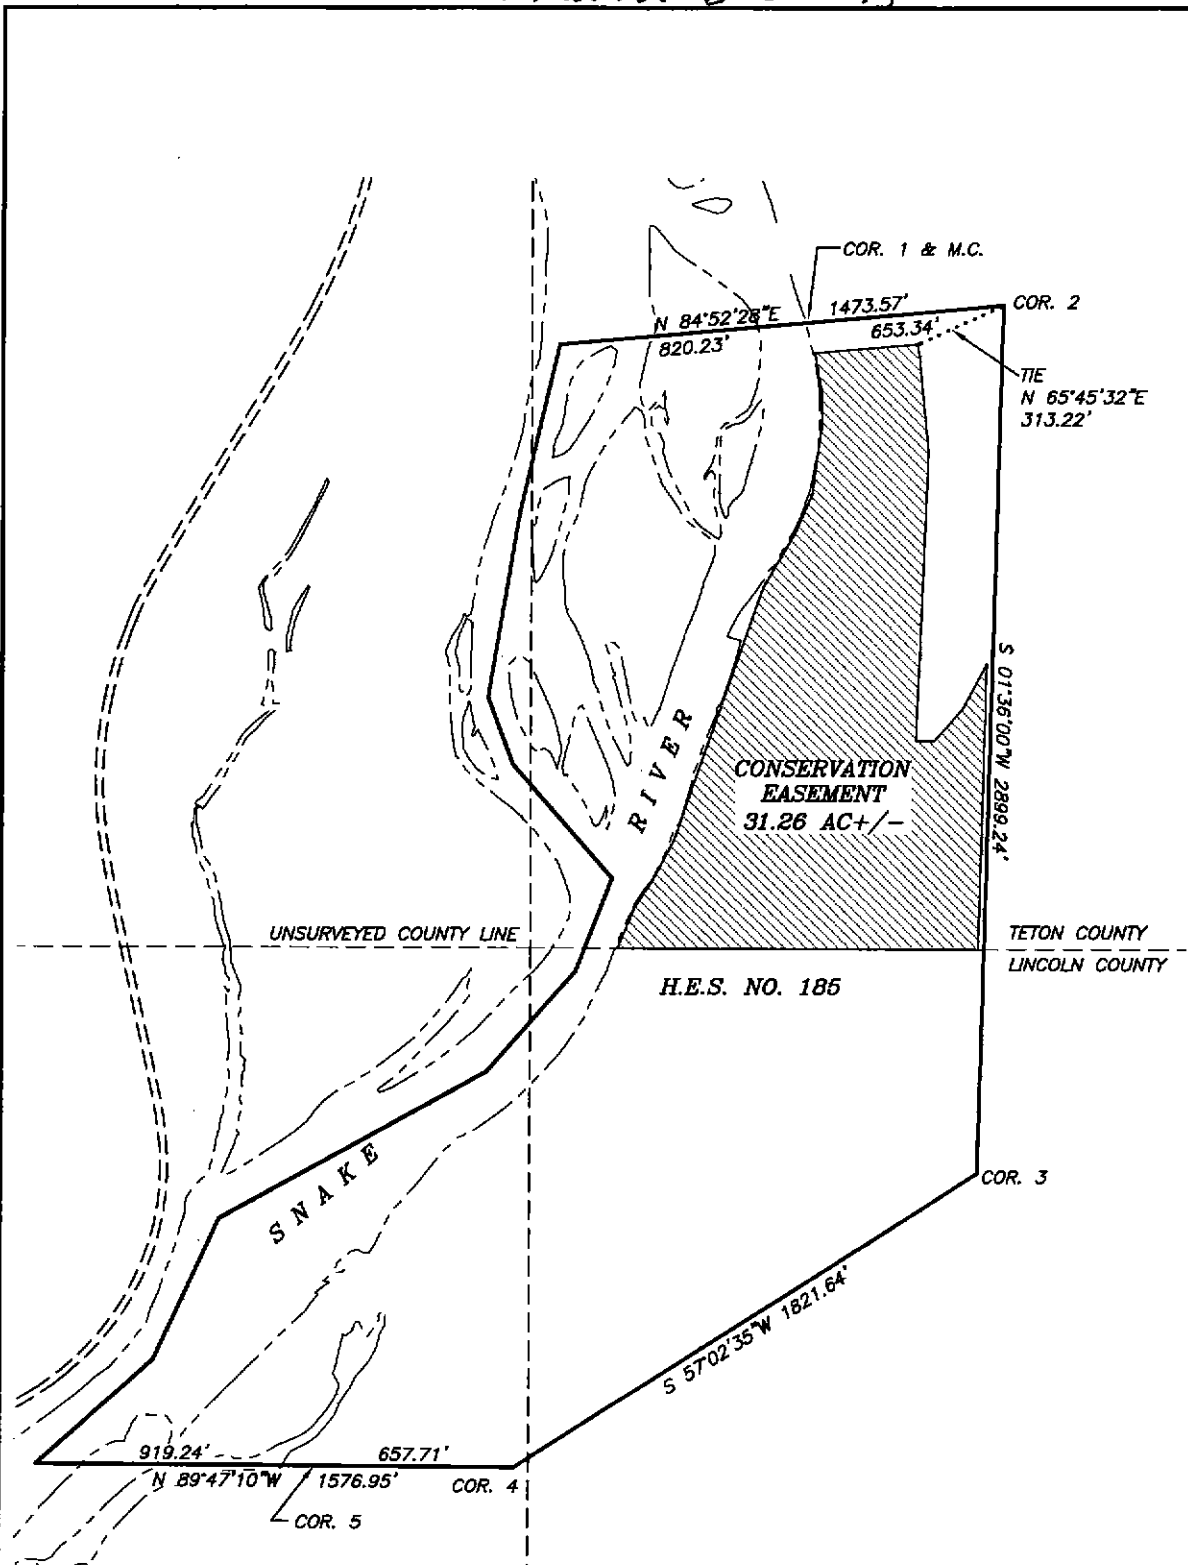 COR. 1 & M.C.
1473.57'
COR. 2
N 84°52'28"E
653.34'
820.23'
TIE
N 65°45'32"E
313.22'
S 01°36'00"W 2899.24'
RIVER
CONSERVATION
EASEMENT
31.26 AC+/-
UNSURVEYED COUNTY LINE
TETON COUNTY
LINCOLN COUNTY
H.E.S. NO. 185
SNAKE
COR. 3
S 57°02'35"W 1821.64'
919.24'
657.71'
N 89°47'10"W
1576.95'
COR. 4
COR. 5